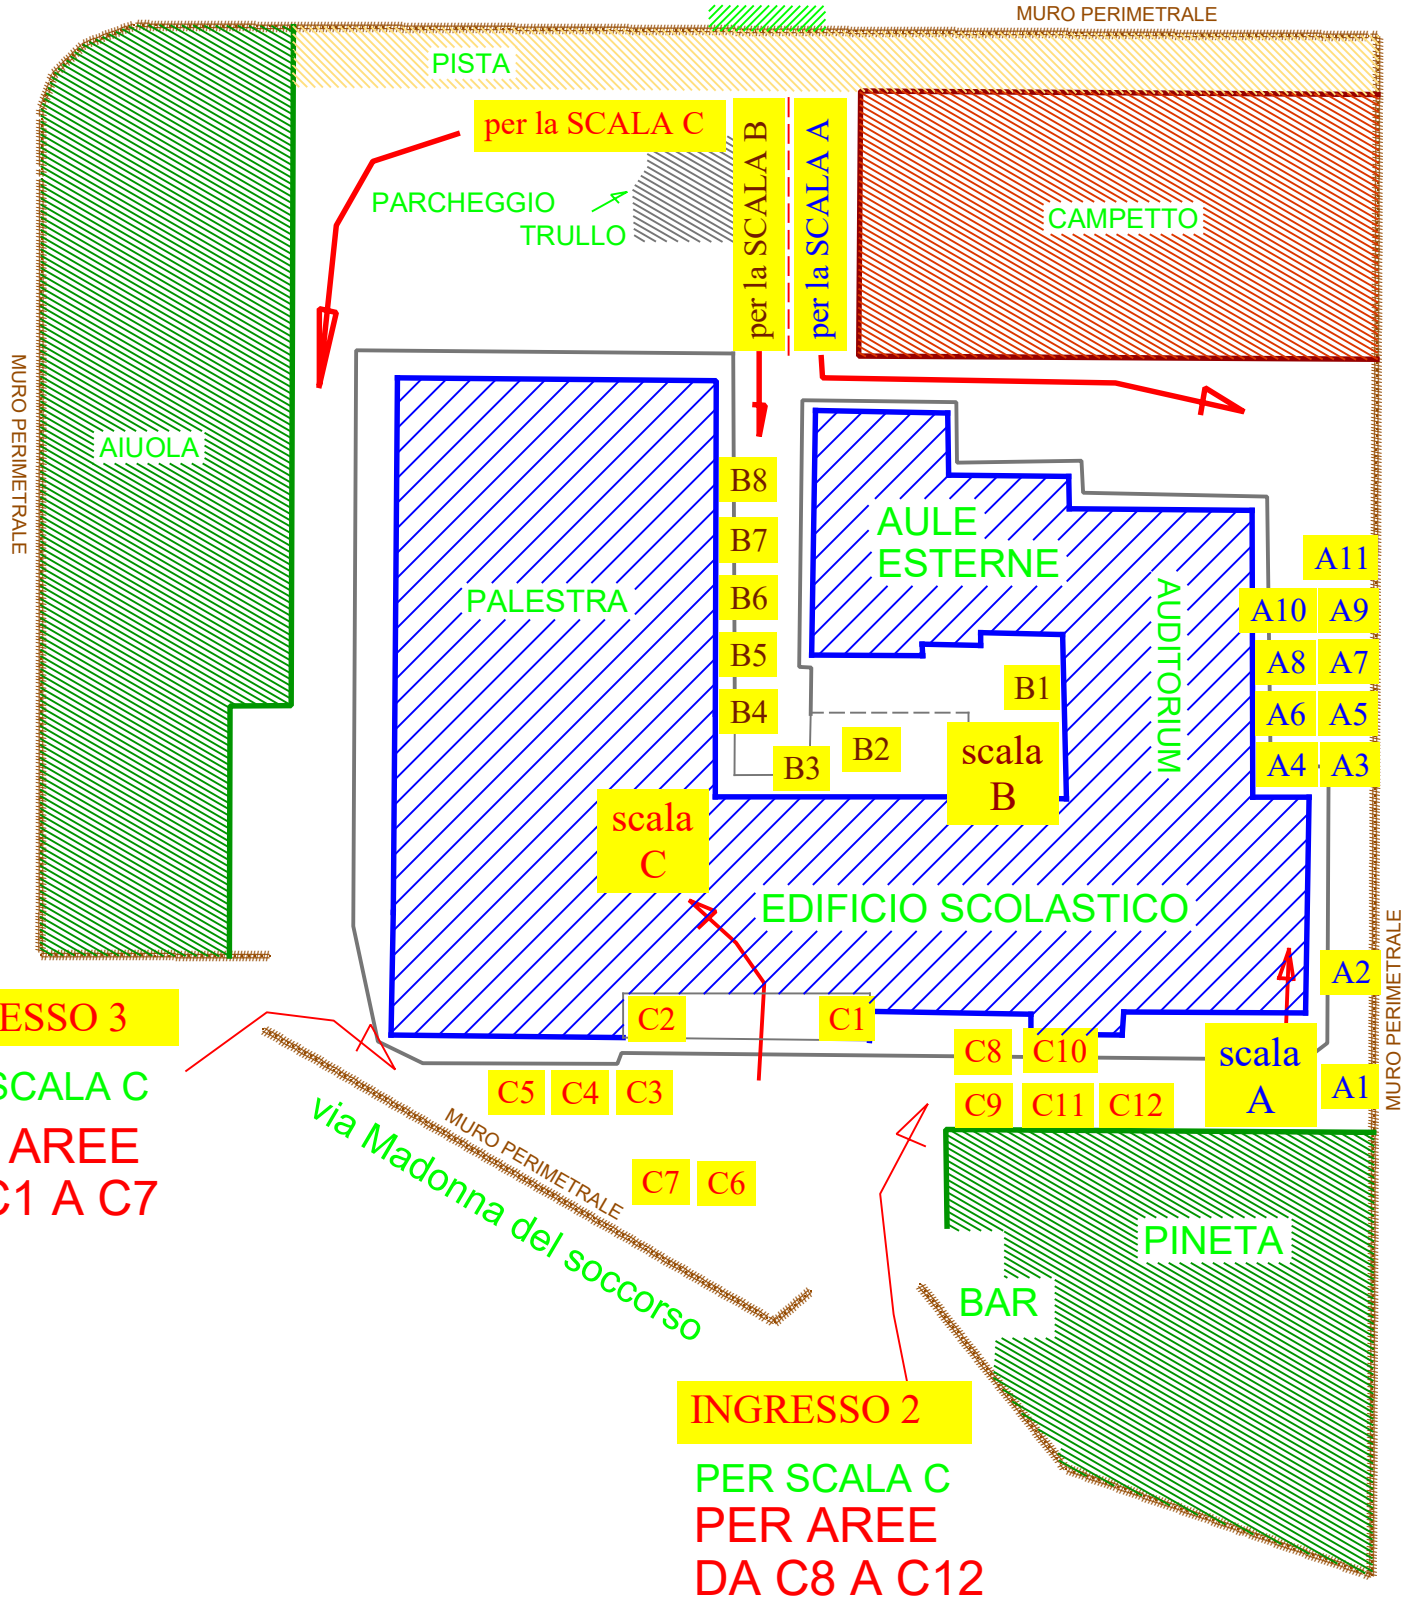 MURO PERIMETRALE
PISTA
per la SCALA C
per la SCALA B
per la SCALA A
PARCHEGGIO
TRULLO
CAMPETTO
MURO PERIMETRALE
AIUOLA
B8
B7
B6
B5
B4
B3
B2
B1
AULE
ESTERNE
PALESTRA
AUDITORIUM
A11
A10 A9
A8 A7
A6 A5
A4 A3
scala
B
scala
C
EDIFICIO SCOLASTICO
A2
MURO PERIMETRALE
ESSO 3
SCALA C
AREE
C1 A C7
C2
C1
C8 C10
scala
A
A1
C5 C4 C3
C9 C11 C12
MURO PERIMETRALE
via Madonna del soccorso
C7 C6
PINETA
BAR
INGRESSO 2
PER SCALA C
PER AREE
DA C8 A C12